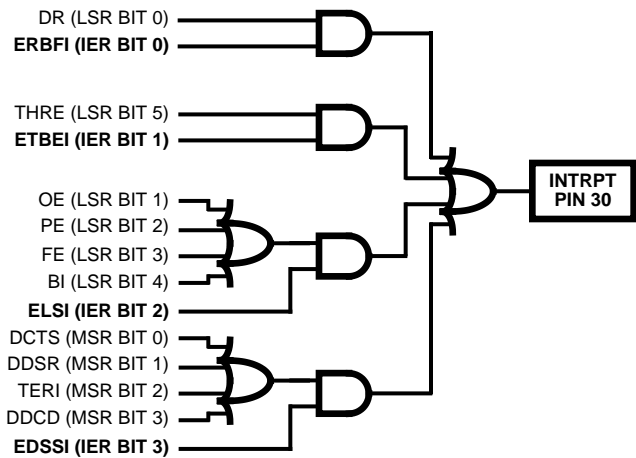 DR (LSR BIT 0)
ERBFI (IER BIT 0)
THRE (LSR BIT 5)
ETBEI (IER BIT 1)
INTRPT
PIN 30
OE (LSR BIT 1)
PE (LSR BIT 2)
FE (LSR BIT 3)
BI (LSR BIT 4)
ELSI (IER BIT 2)
DCTS (MSR BIT 0)
DDSR (MSR BIT 1)
TERI (MSR BIT 2)
DDCD (MSR BIT 3)
EDSSI (IER BIT 3)